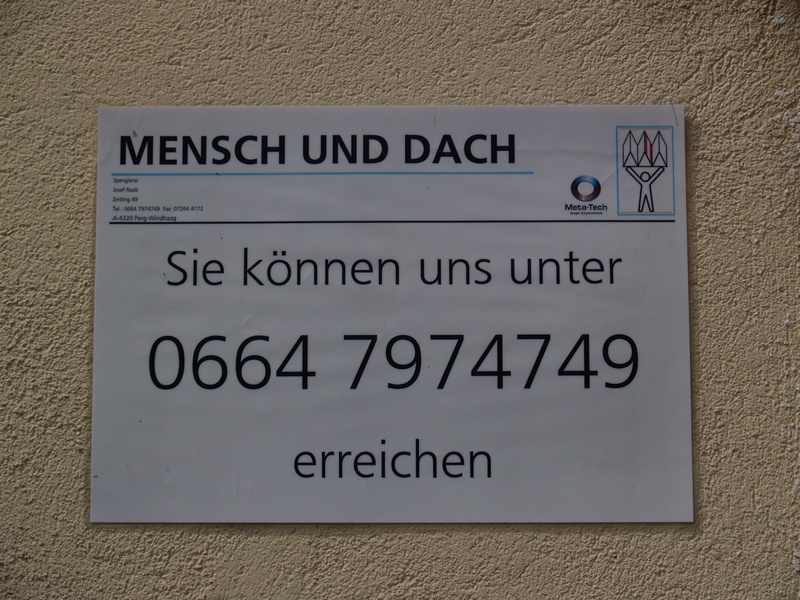 MENSCH UND DACH
Spenglerei
Josef Raab
Zeitling 49
Tel.: 0664 7974749 Fax: 07264 4172
A-4320 Perg-Windhaag
Meta-Tech
Sie können uns unter
0664 7974749
erreichen